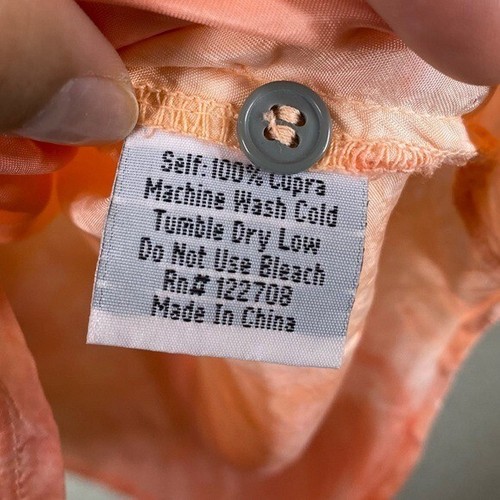 Self: 100% Cupra
Machine Wash Cold
Tumble Dry Low
Do Not Use Bleach
Rn# 122708
Made In China